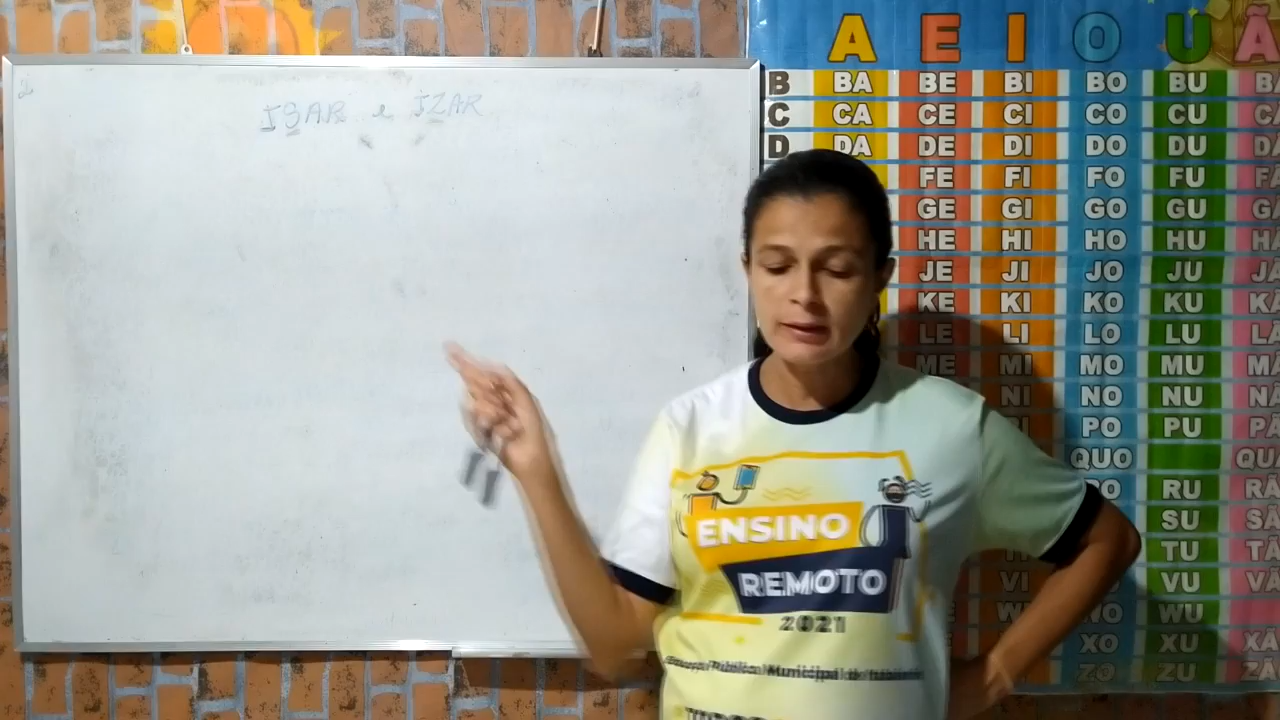 ISAR e IZAR
A E I O U Ã
B BA BE BI BO BU
C CA CE CI CO CU
D DA DE DI DO DU
FE FI FO FU
GE GI GO GU
HE HI HO HU
JE JI JO JU
KE KI KO KU
LE LI LO LU
ME MI MO MU
NI NO NU
PO PU
QUO
RU
SU
TU
VI VU
WU
XO XU
ZO ZU
ENSINO
REMOTO
2021